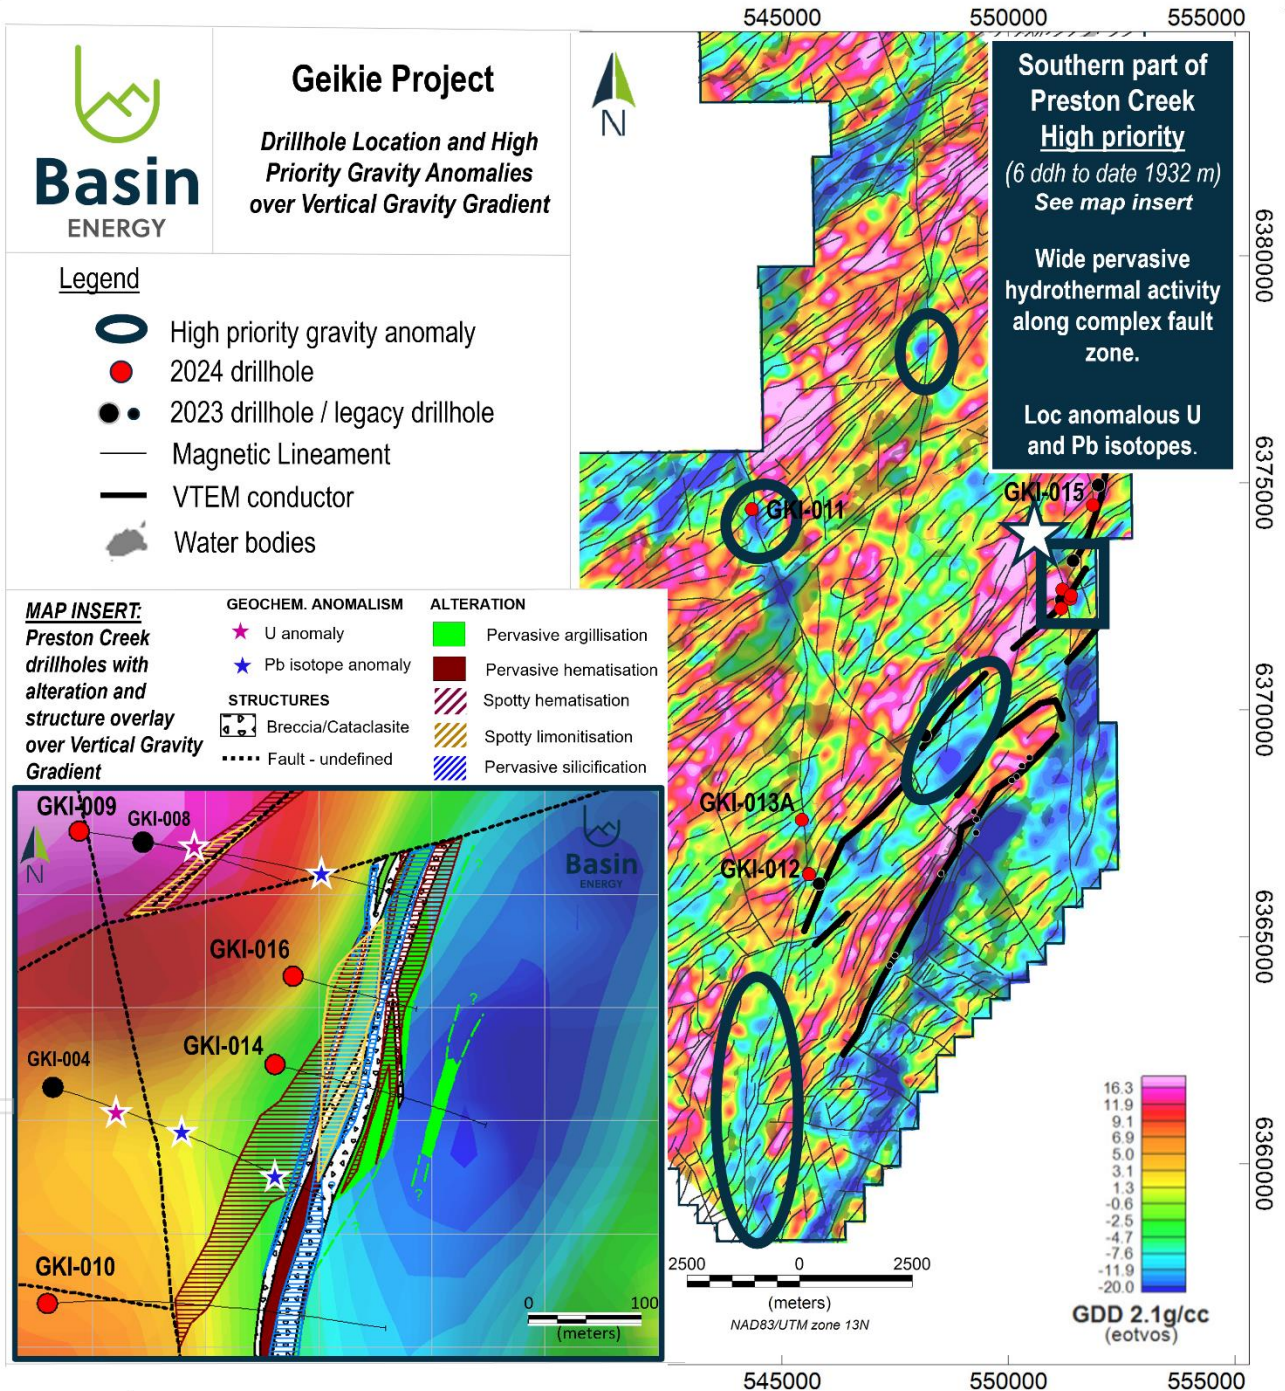 545000
550000
555000
Basin
ENERGY
Geikie Project
Drillhole Location and High
Priority Gravity Anomalies
over Vertical Gravity Gradient
N
Southern part of
Preston Creek
High priority
(6 ddh to date 1932 m)
See map insert
Wide pervasive
hydrothermal activity
along complex fault
zone.
Loc anomalous U
and Pb isotopes.
Legend
High priority gravity anomaly
2024 drillhole
2023 drillhole / legacy drillhole
Magnetic Lineament
VTEM conductor
Water bodies
6380000
6375000
6370000
6365000
6360000
GKI-015
GKI-011
GKI-013A
GKI-012
MAP INSERT:
Preston Creek
drillholes with
alteration and
structure overlay
over Vertical Gravity
Gradient
GEOCHEM. ANOMALISM
U anomaly
Pb isotope anomaly
STRUCTURES
Breccia/Cataclasite
Fault - undefined
ALTERATION
Pervasive argillisation
Pervasive hematisation
Spotty hematisation
Spotty limonitisation
Pervasive silicification
GKI-009
GKI-008
N
Basin
ENERGY
?
?
GKI-016
?
?
GKI-014
GKI-004
?
?
GKI-010
0
100
(meters)
2500
0
2500
(meters)
NAD83/UTM zone 13N
16.3
11.9
9.1
6.9
5.0
3.1
1.3
-0.6
-2.5
-4.7
-7.6
-11.9
-20.0
GDD 2.1g/cc
(eotvos)
545000
550000
555000